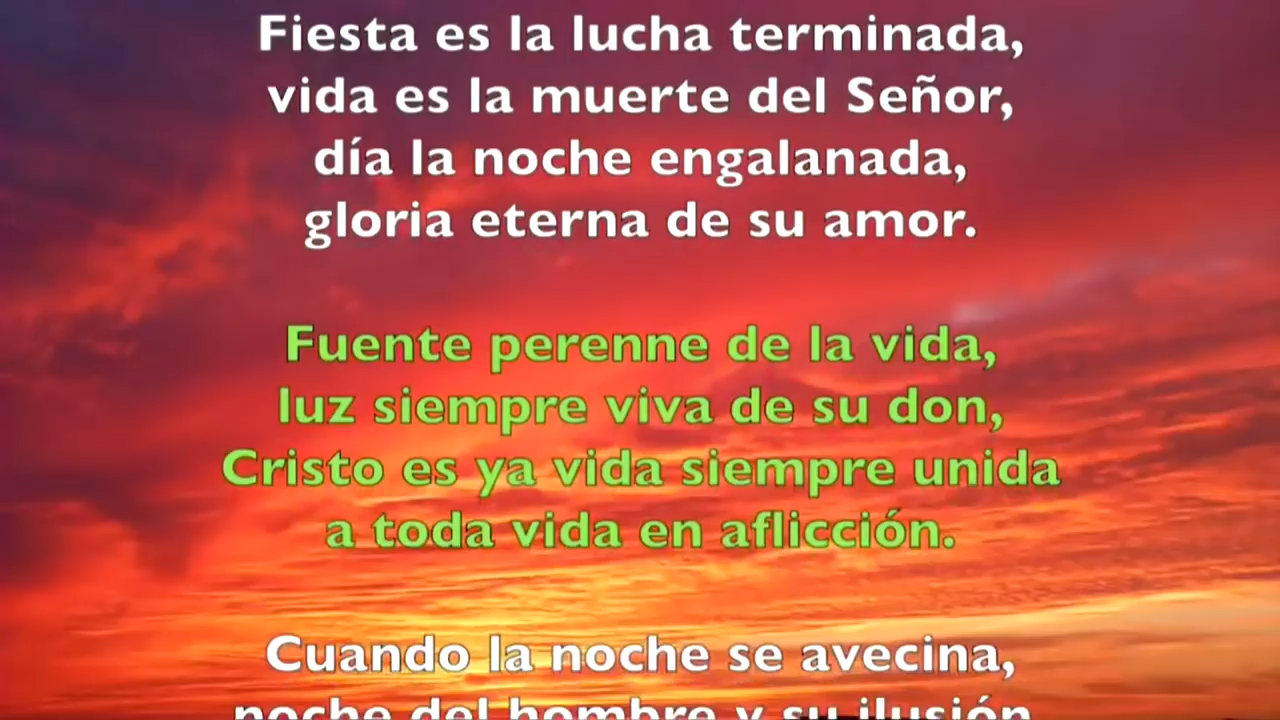 Fiesta es la lucha terminada,
vida es la muerte del Señor,
día la noche engalanada,
gloria eterna de su amor.
Fuente perenne de la vida,
luz siempre viva de su don,
Cristo es ya vida siempre unida
a toda vida en aflicción.
Cuando la noche se avecina,
noche del hombre y su ilusión